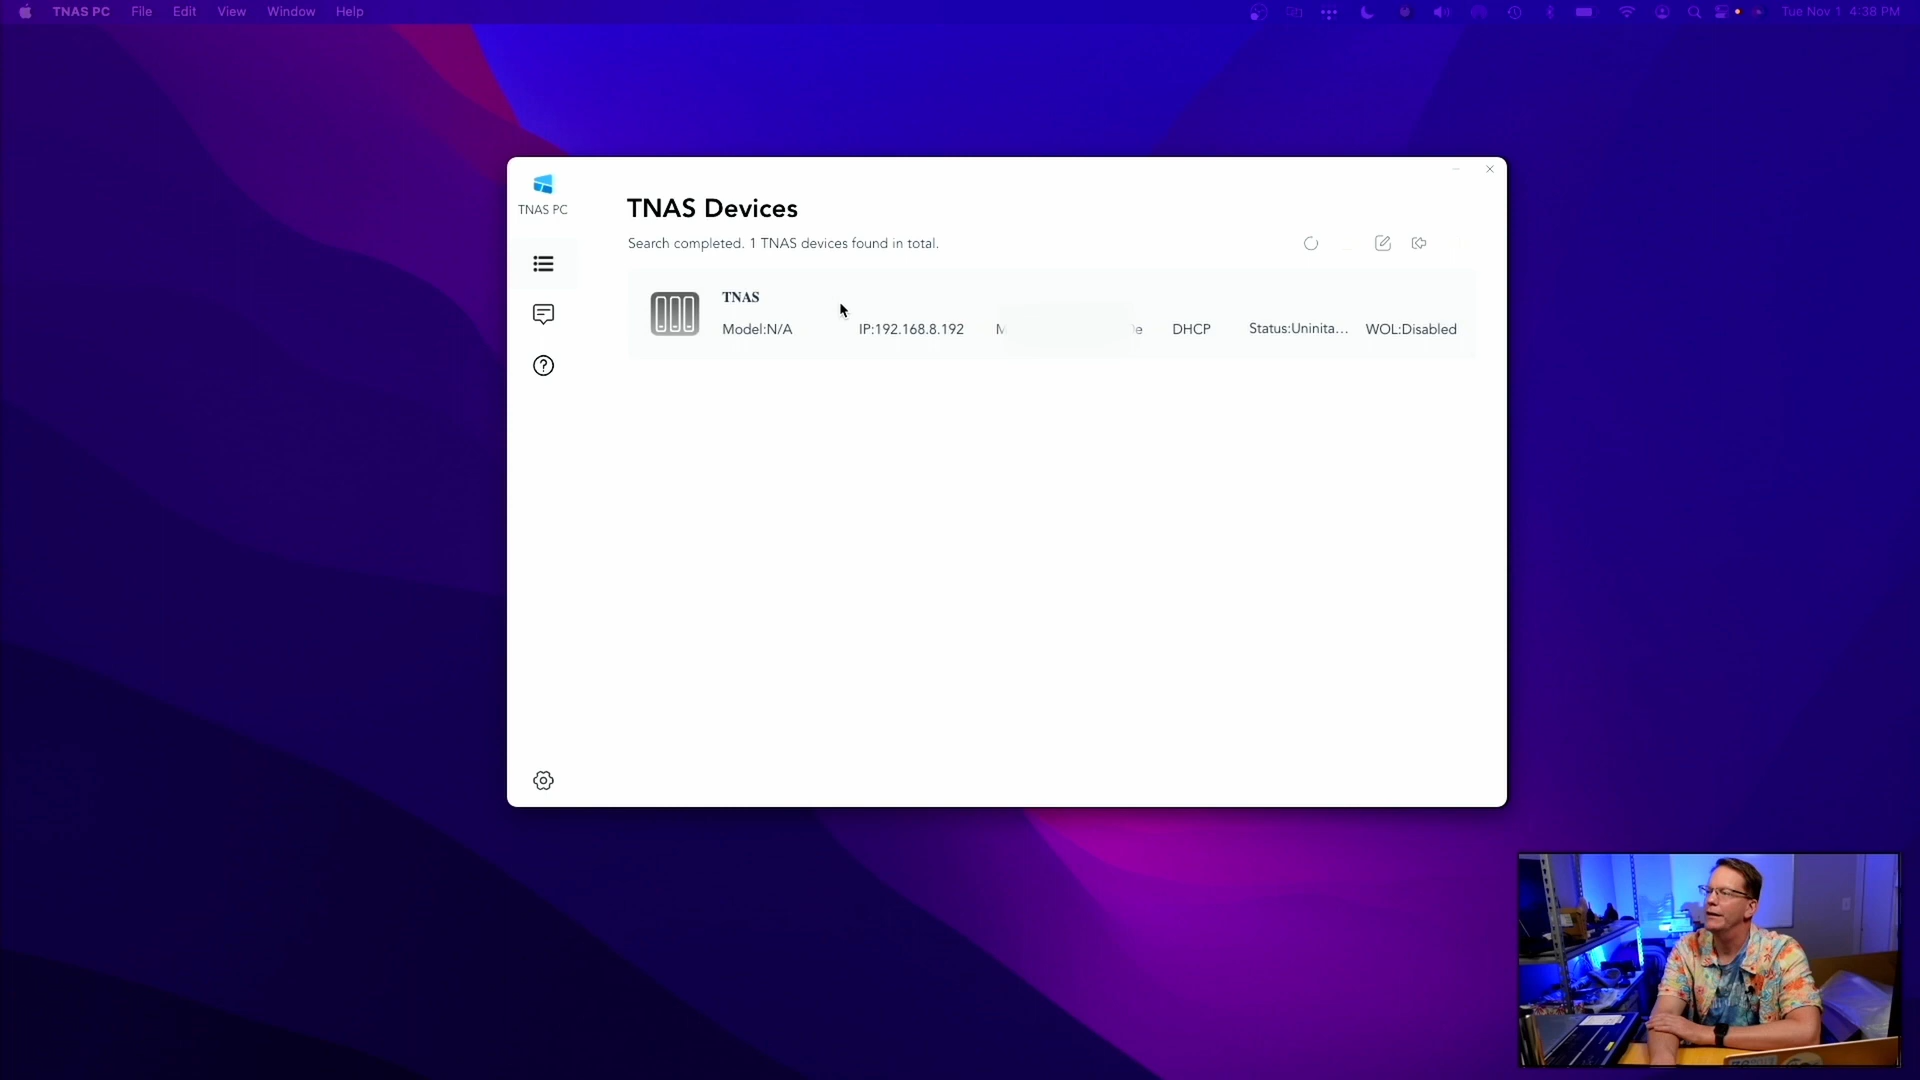 TNAS PC File Edit View Window Help Tue Nov 1 4:38 PM
TNAS PC
TNAS Devices
Search completed. 1 TNAS devices found in total.
TNAS
Model:N/A IP:192.168.8.192 DHCP Status:Uninita... WOL:Disabled